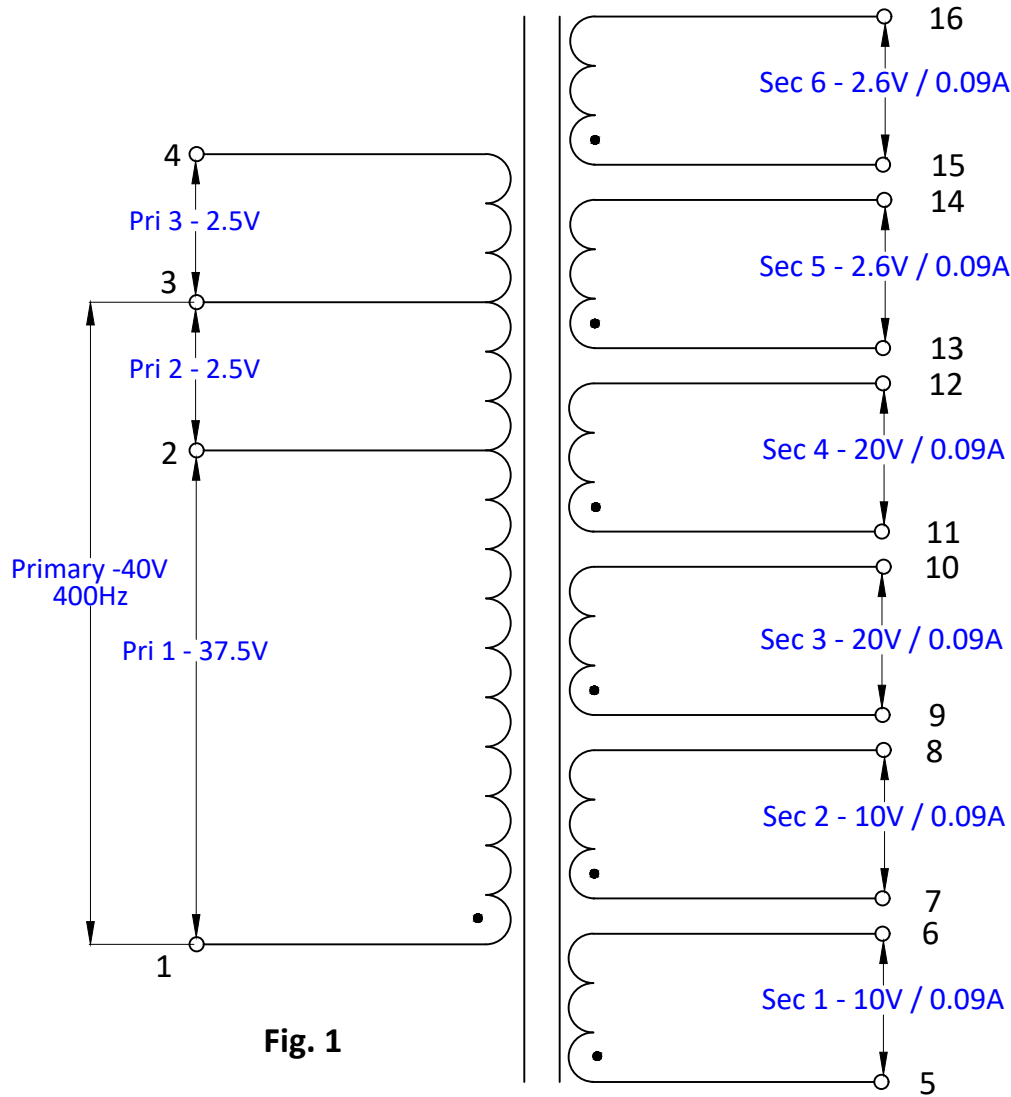 16
Sec 6 - 2.6V / 0.09A
15
4
Pri 3 - 2.5V
14
Sec 5 - 2.6V / 0.09A
3
13
Pri 2 - 2.5V
12
2
Sec 4 - 20V / 0.09A
11
Primary -40V
400Hz
10
Pri 1 - 37.5V
Sec 3 - 20V / 0.09A
9
8
Sec 2 - 10V / 0.09A
7
6
1
Sec 1 - 10V / 0.09A
Fig. 1
5